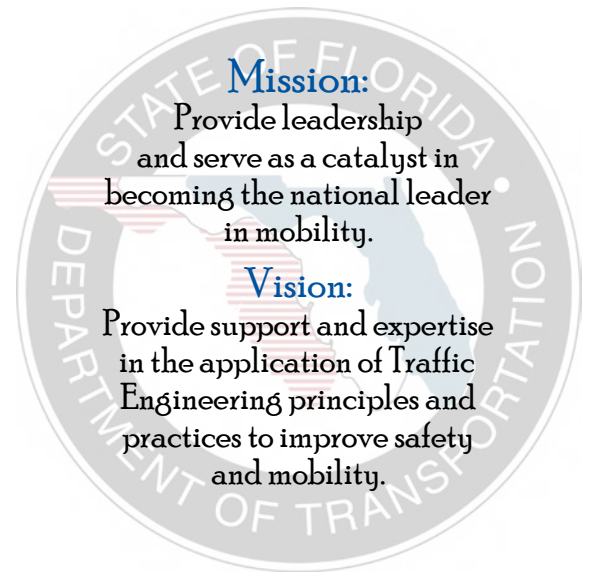 STATE OF FLORIDA
DEPARTMENT OF TRANSPORTATION
Mission:
Provide leadership
and serve as a catalyst in
becoming the national leader
in mobility.
Vision:
Provide support and expertise
in the application of Traffic
Engineering principles and
practices to improve safety
and mobility.